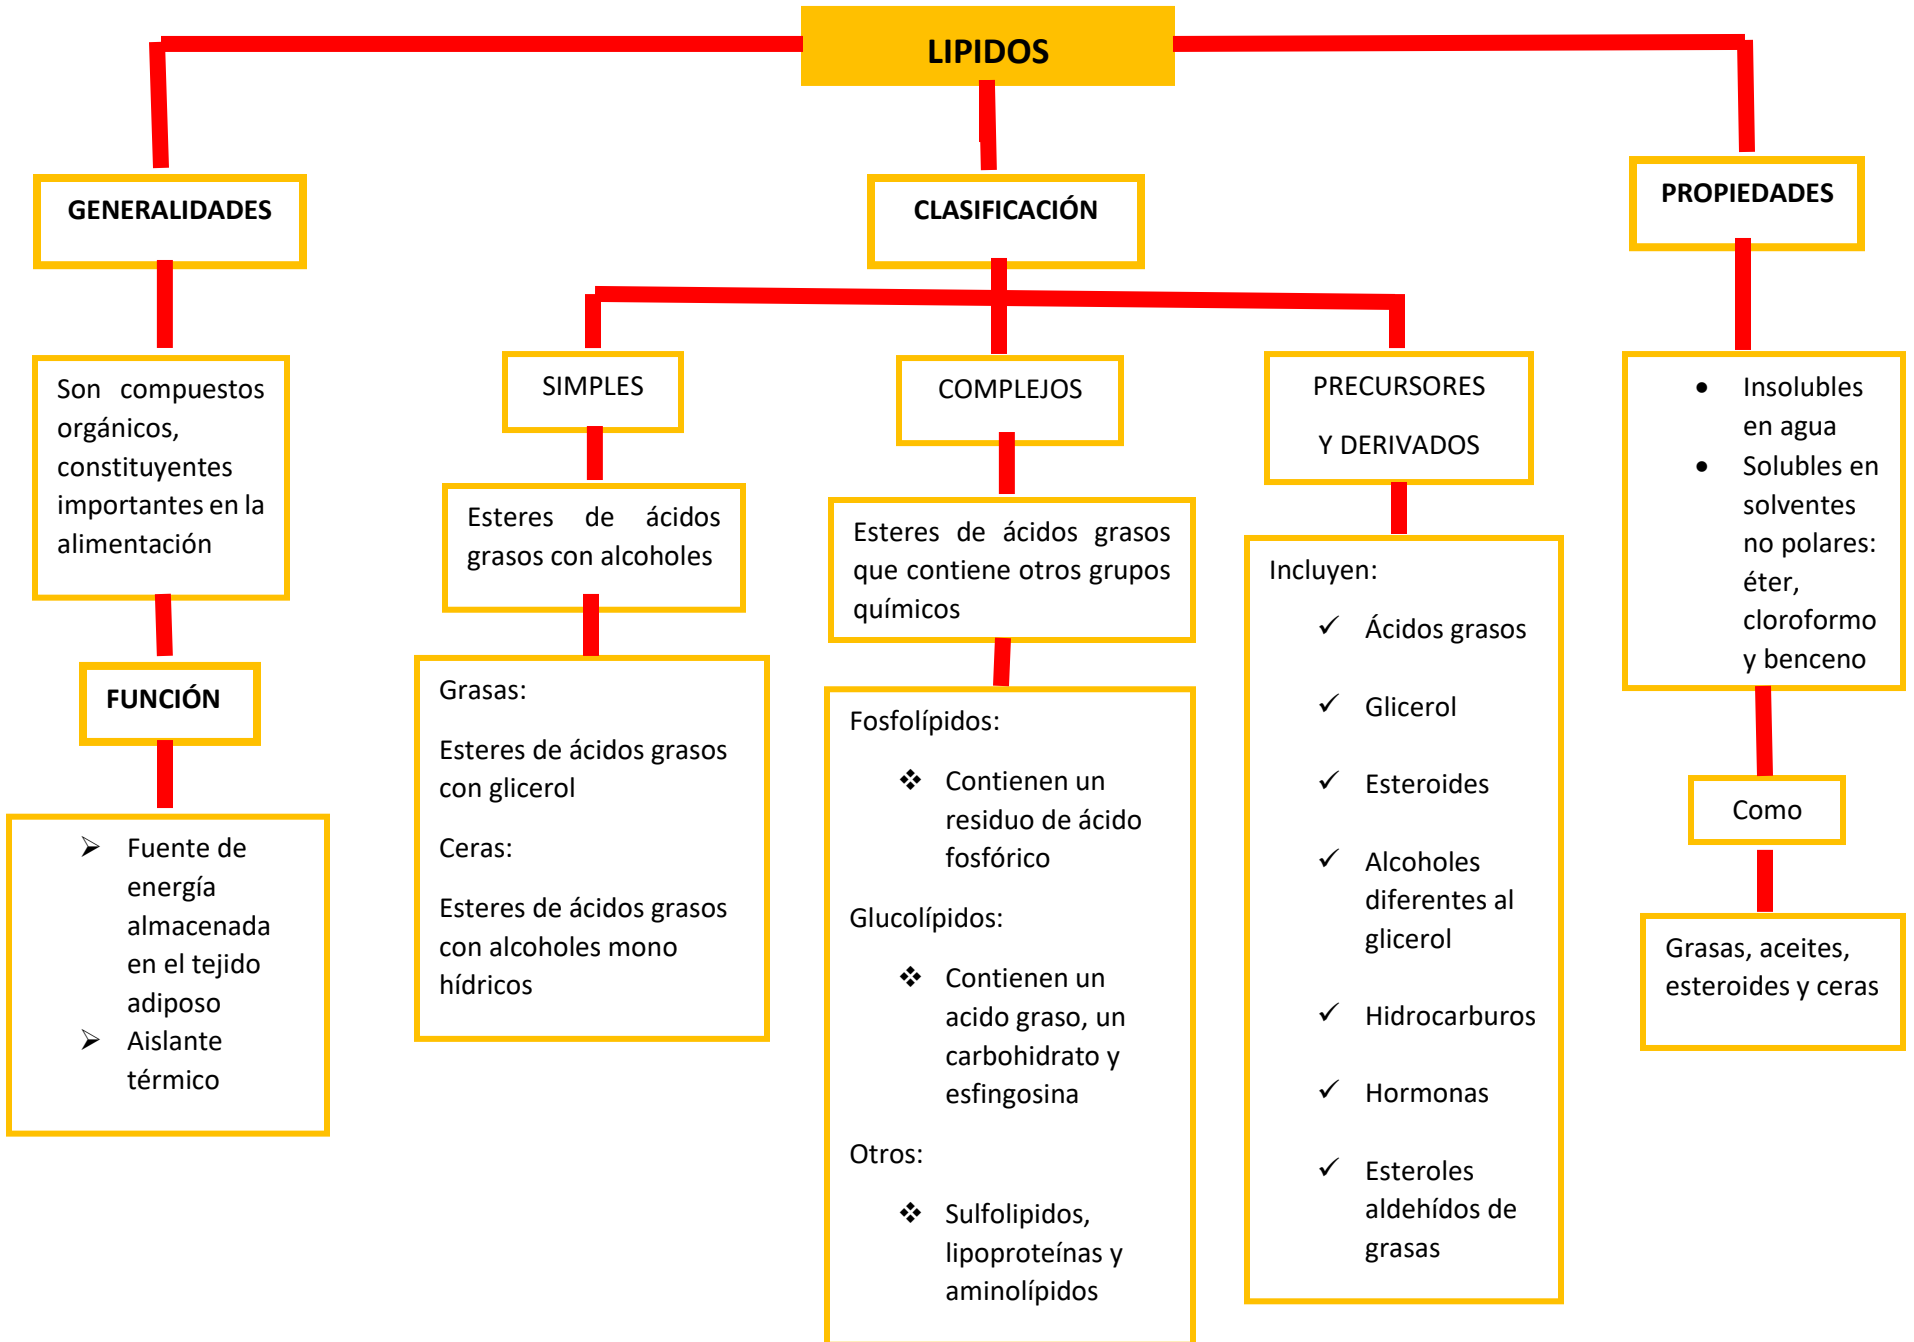 LIPIDOS
GENERALIDADES
Son compuestos
orgánicos,
constituyentes
importantes en la
alimentación
FUNCIÓN
Fuente de
energía
almacenada
en el tejido
adiposo
Aislante
térmico
CLASIFICACIÓN
SIMPLES
Esteres de ácidos
grasos con alcoholes
Grasas:
Esteres de ácidos grasos
con glicerol
Ceras:
Esteres de ácidos grasos
con alcoholes mono
hídricos
COMPLEJOS
Esteres de ácidos grasos
que contiene otros grupos
químicos
Fosfolípidos:
Contienen un
residuo de ácido
fosfórico
Glucolípidos:
Contienen un
acido graso, un
carbohidrato y
esfingosina
Otros:
Sulfolipidos,
lipoproteínas y
aminolípidos
PRECURSORES
Y DERIVADOS
Incluyen:
Ácidos grasos
Glicerol
Esteroides
Alcoholes
diferentes al
glicerol
Hidrocarburos
Hormonas
Esteroles
aldehídos de
grasas
PROPIEDADES
Insolubles
en agua
Solubles en
solventes
no polares:
éter,
cloroformo
y benceno
Como
Grasas, aceites,
esteroides y ceras